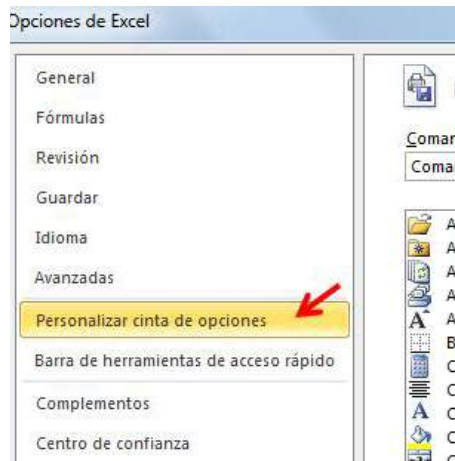 Opciones de Excel
General
Fórmulas
Revisión
Guardar
Idioma
Avanzadas
Personalizar cinta de opciones
Barra de herramientas de acceso rápido
Complementos
Centro de confianza